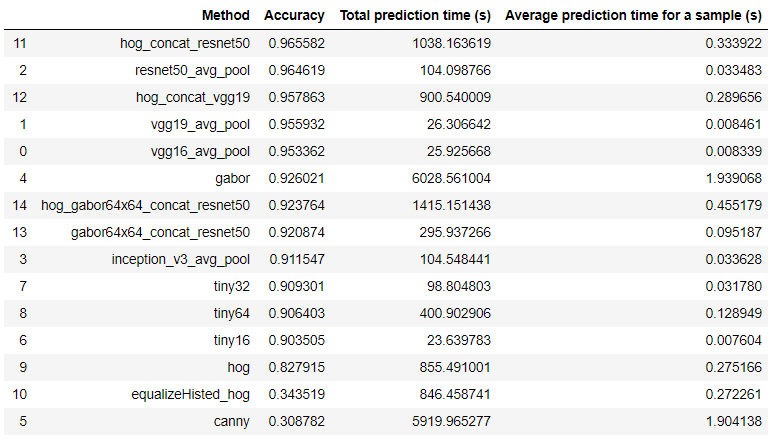 Method Accuracy Total prediction time (s) Average prediction time for a sample (s)
11 hog_concat_resnet50 0.965582 1038.163619 0.333922
2 resnet50_avg_pool 0.964619 104.098766 0.033483
12 hog_concat_vgg19 0.957863 900.540009 0.289656
1 vgg19_avg_pool 0.955932 26.306642 0.008461
0 vgg16_avg_pool 0.953362 25.925668 0.008339
4 gabor 0.926021 6028.561004 1.939068
14 hog_gabor64x64_concat_resnet50 0.923764 1415.151438 0.455179
13 gabor64x64_concat_resnet50 0.920874 295.937266 0.095187
3 inception_v3_avg_pool 0.911547 104.548441 0.033628
7 tiny32 0.909301 98.804803 0.031780
8 tiny64 0.906403 400.902906 0.128949
6 tiny16 0.903505 23.639783 0.007604
9 hog 0.827915 855.491001 0.275166
10 equalizeHisted_hog 0.343519 846.458741 0.272261
5 canny 0.308782 5919.965277 1.904138